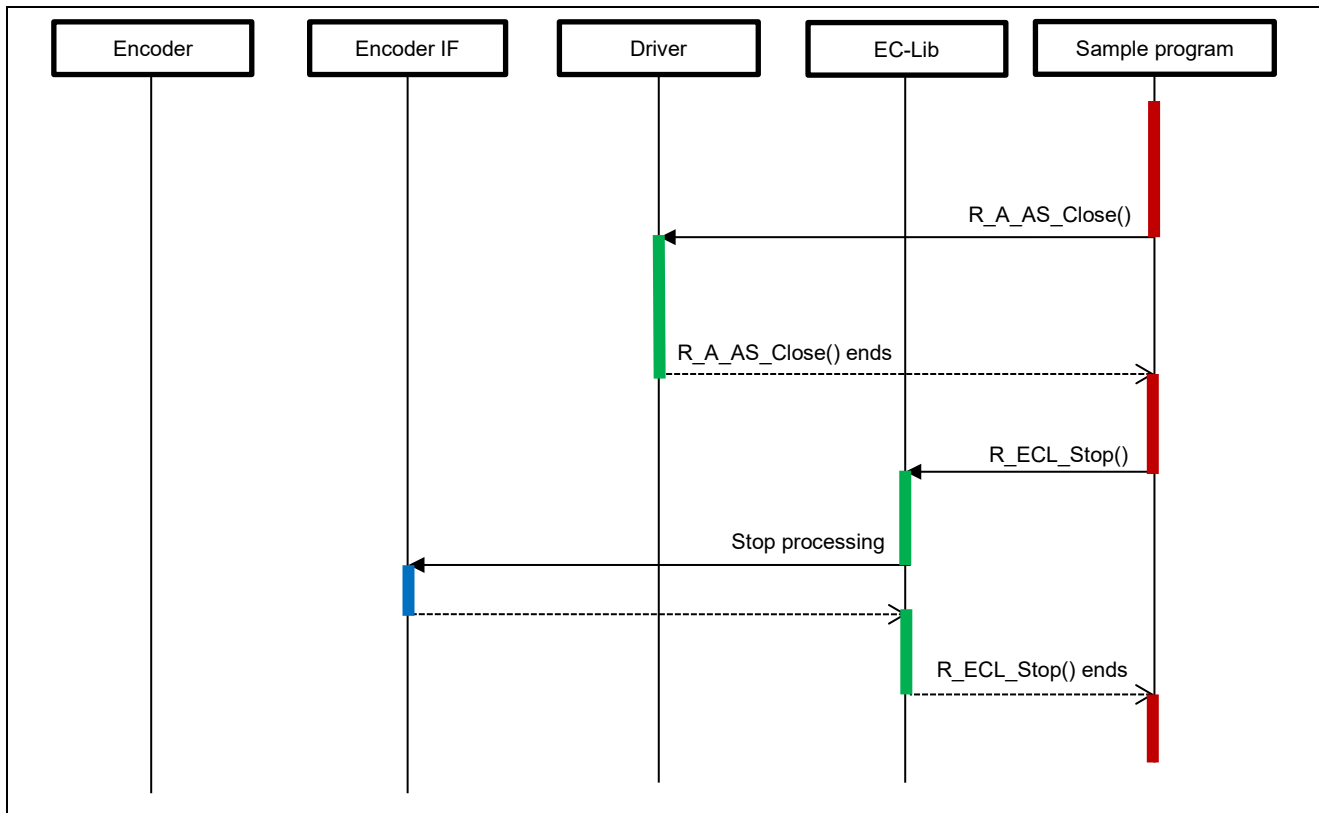 Encoder
Encoder IF
Driver
EC-Lib
Sample program
R_A_AS_Close()
R_A_AS_Close() ends
R_ECL_Stop()
Stop processing
R_ECL_Stop() ends